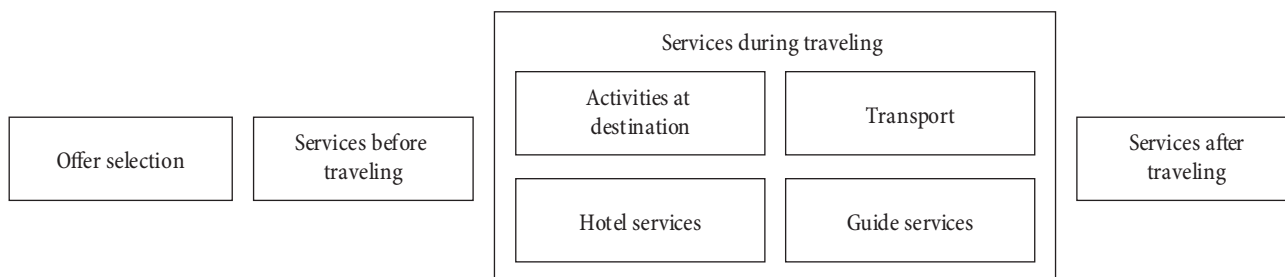 Offer selection
Services before
traveling
Services during traveling
Activities at
destination
Transport
Hotel services
Guide services
Services after
traveling